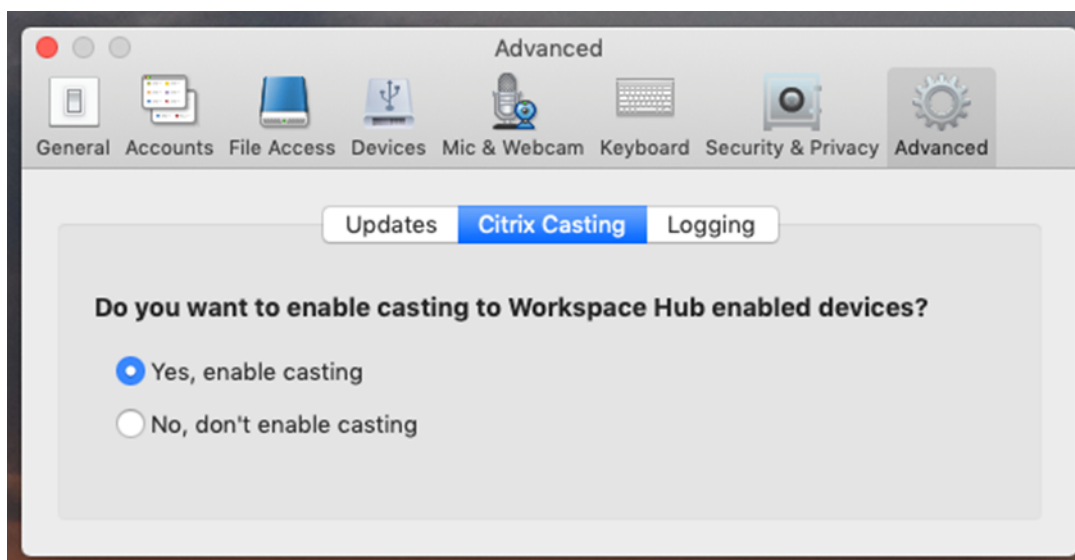 Advanced
General Accounts File Access Devices Mic & Webcam Keyboard Security & Privacy Advanced
Updates Citrix Casting Logging
Do you want to enable casting to Workspace Hub enabled devices?
Yes, enable casting
No, don't enable casting